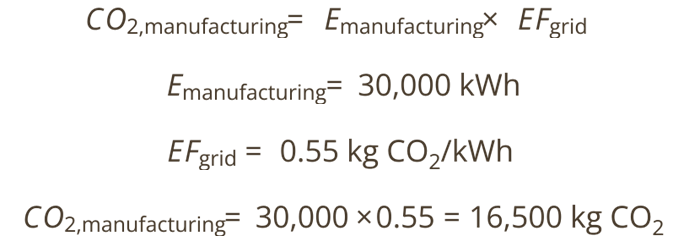 CO₂,manufacturing= Emanufacturing× EFgrid
Emanufacturing= 30,000 kWh
EFgrid = 0.55 kg CO₂/kWh
CO₂,manufacturing= 30,000 ×0.55 = 16,500 kg CO₂